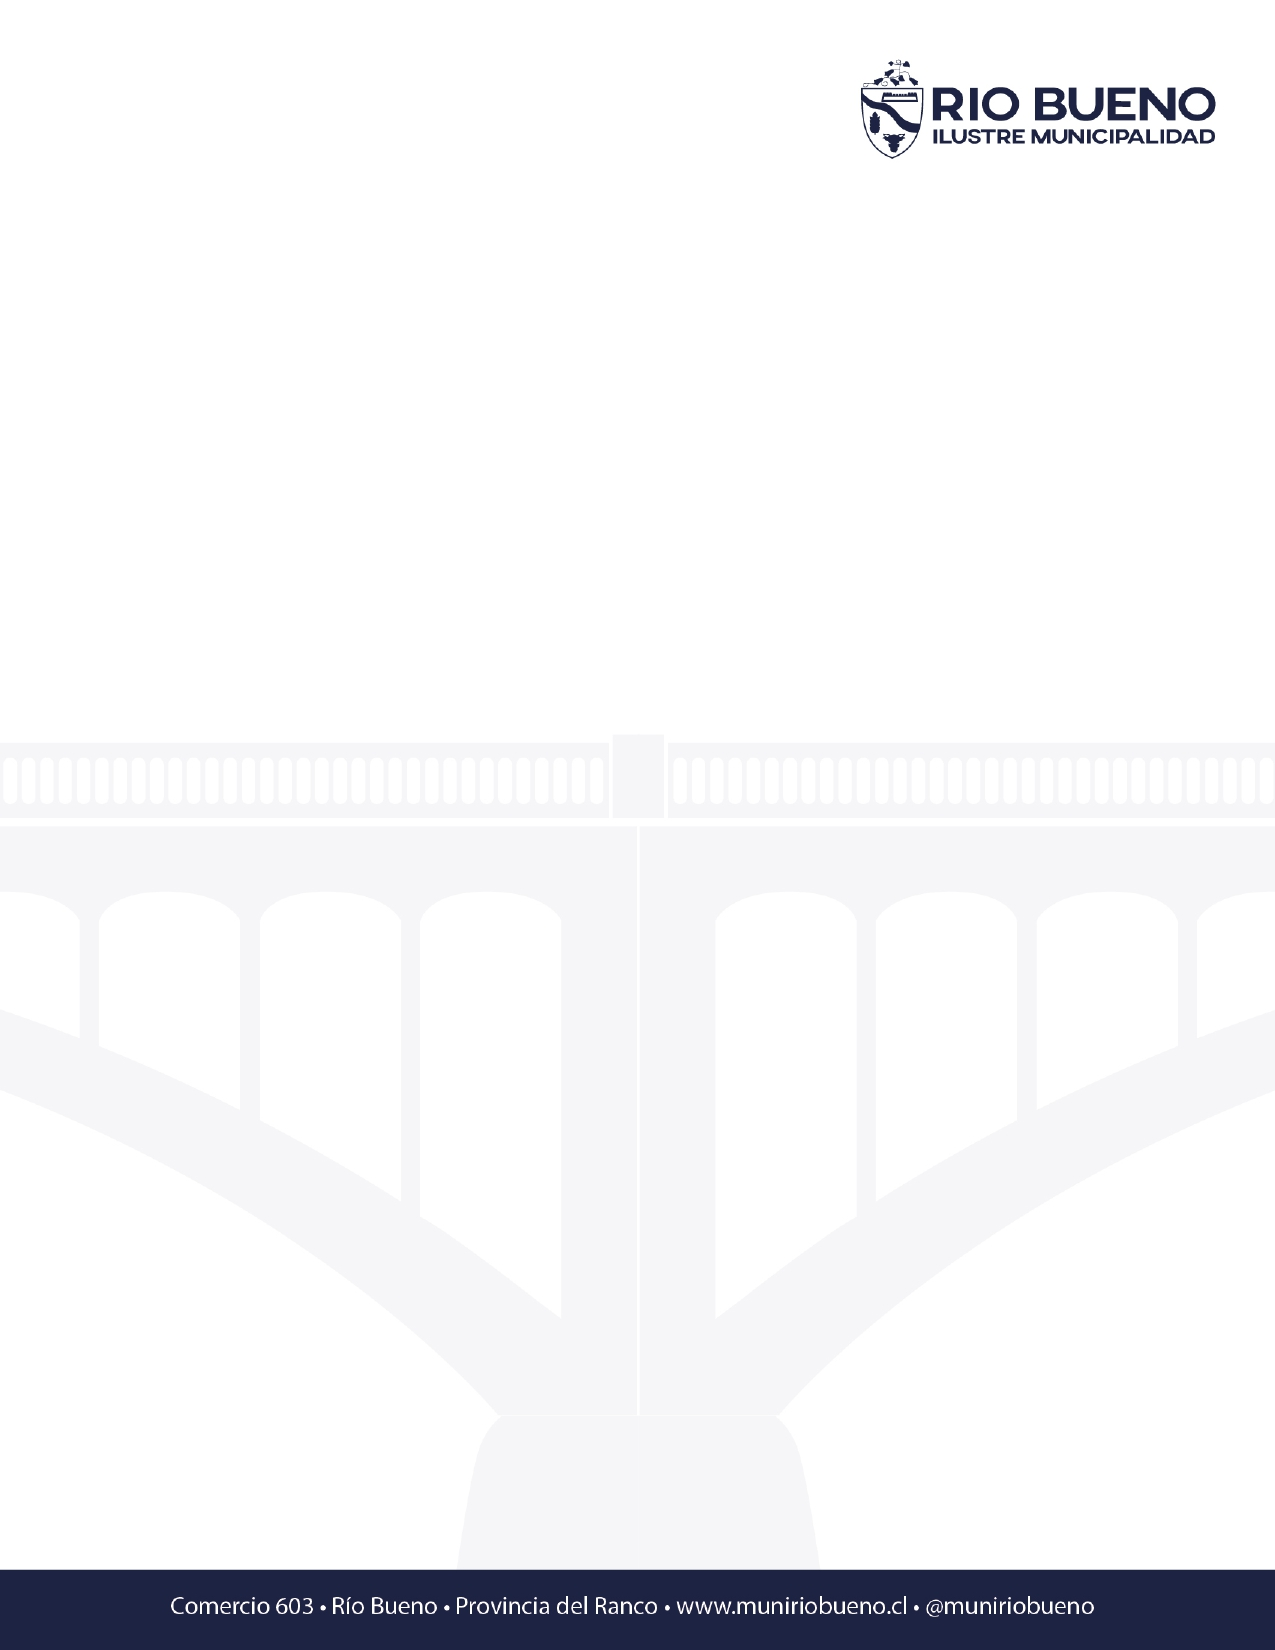 RIO BUENO
ILUSTRE MUNICIPALIDAD
Comercio 603 • Río Bueno • Provincia del Ranco • www.muniriobueno.cl • @muniriobueno